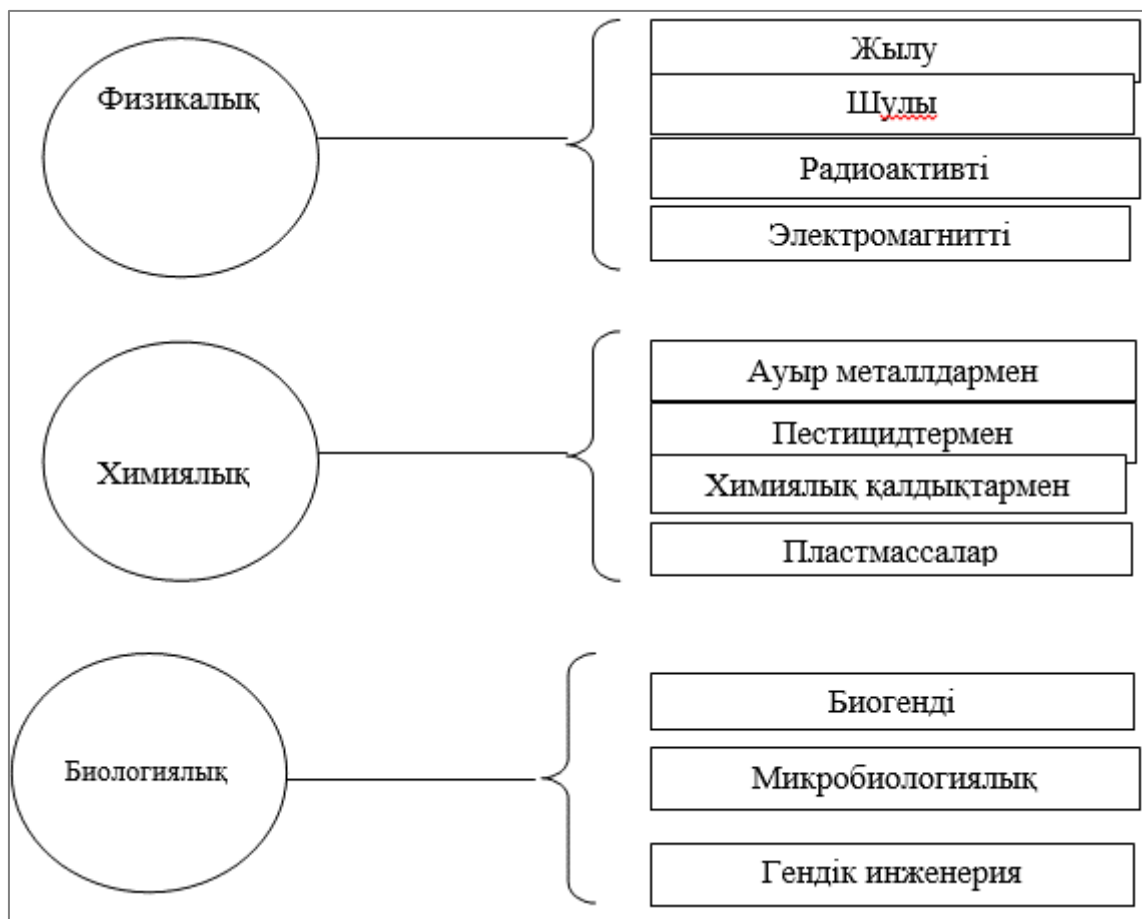 Физикалық
Жылу
Шулы
Радиоактивті
Электромагнитті
Химиялық
Ауыр металлдармен
Пестицидтермен
Химиялық қалдықтармен
Пластмассалар
Биологиялық
Биогенді
Микробиологиялық
Гендік инженерия